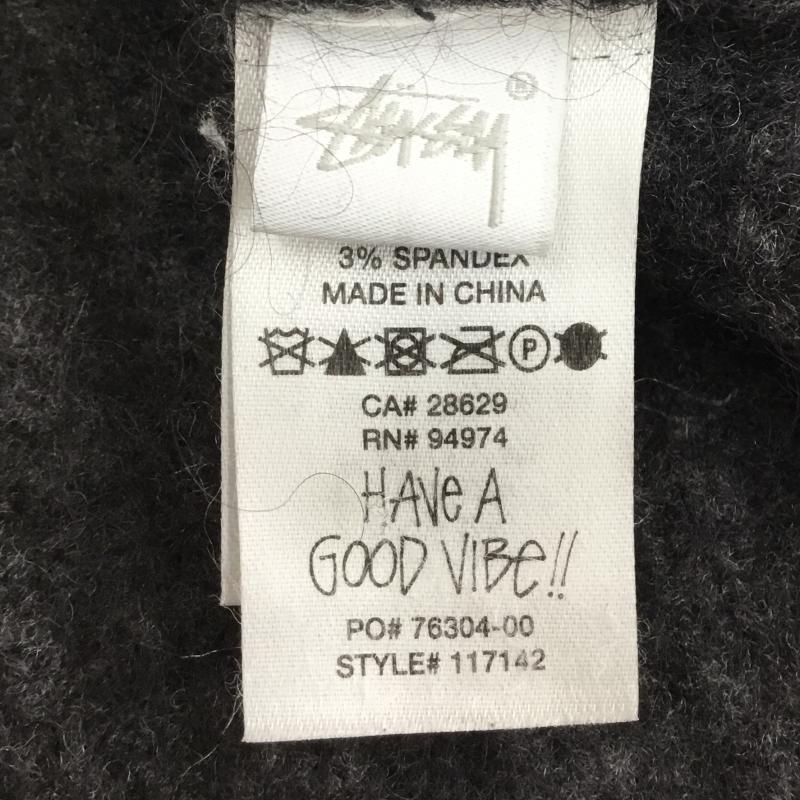 Stüssy ®
3% SPANDEX
MADE IN CHINA
P
CA# 28629
RN# 94974
HAVE A
GOOD VIBE!!
PO# 76304-00
STYLE# 117142